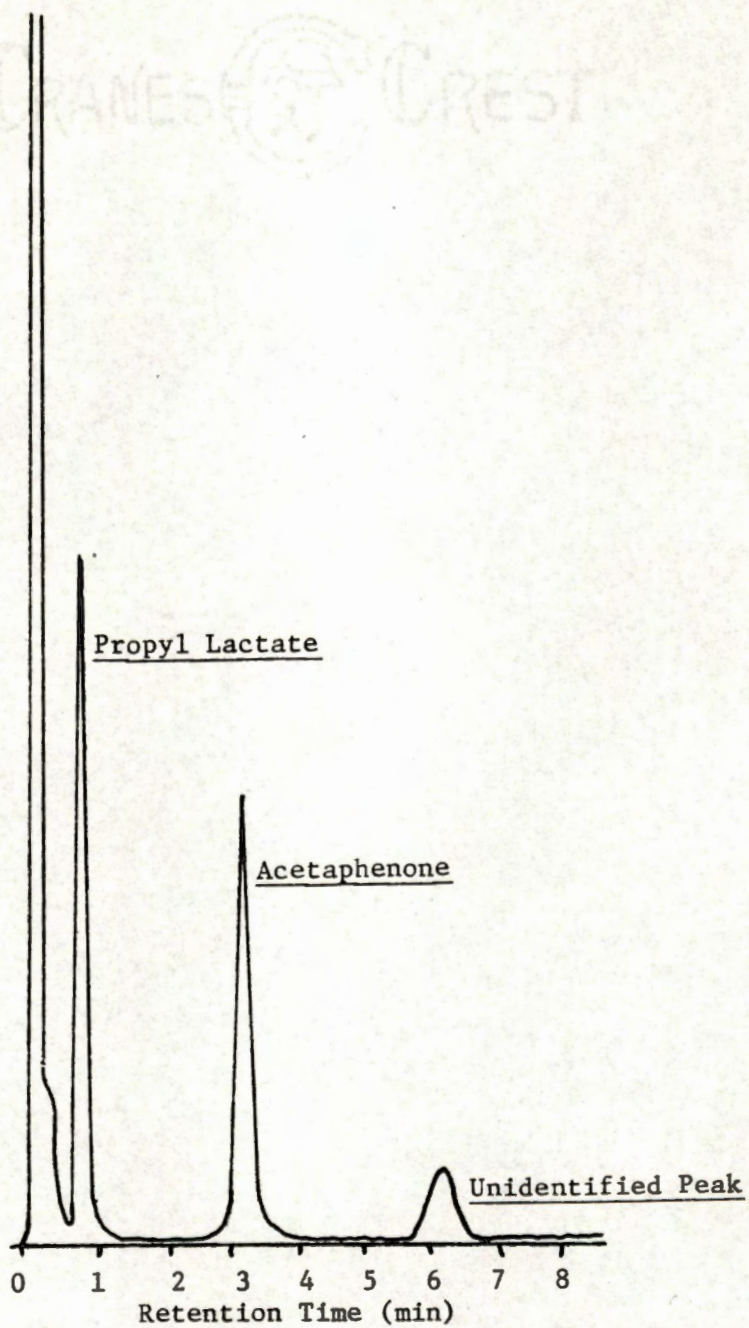 Propyl Lactate
Acetaphenone
Unidentified Peak
0 1 2 3 4 5 6 7 8
Retention Time (min)